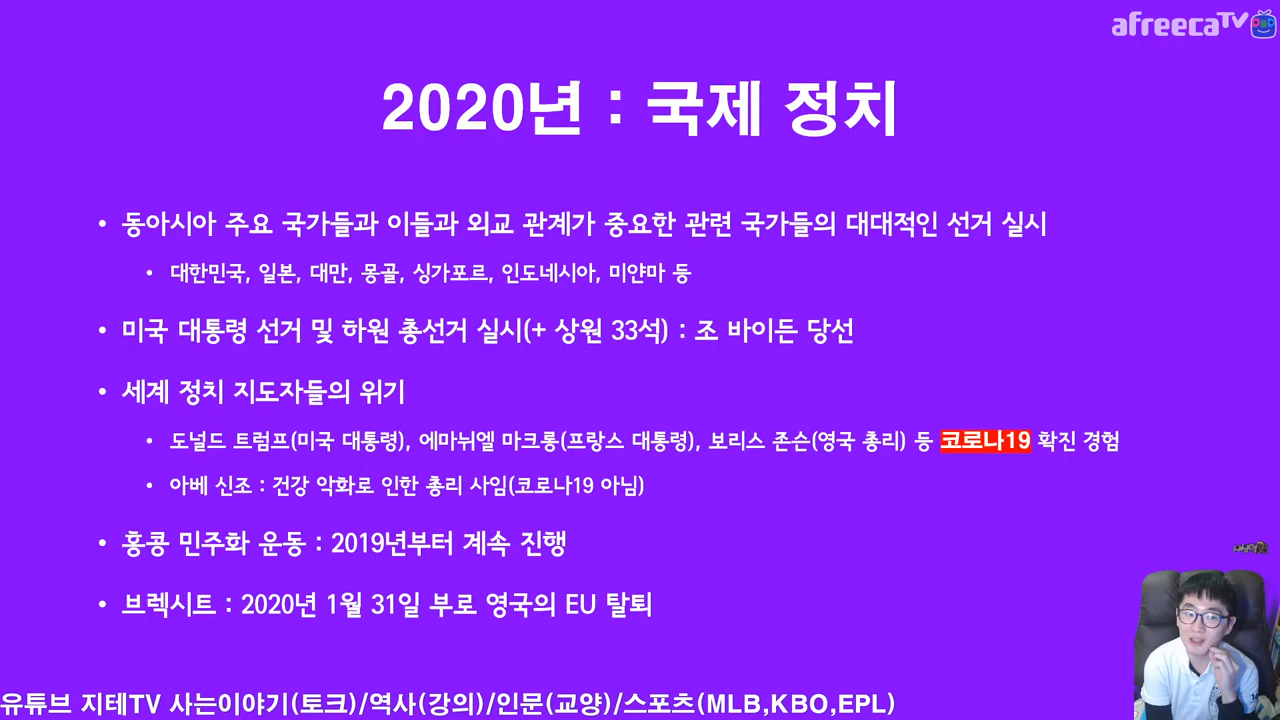 afreecaTV
2020년 : 국제 정치
• 동아시아 주요 국가들과 이들과 외교 관계가 중요한 관련 국가들의 대대적인 선거 실시
• 대한민국, 일본, 대만, 몽골, 싱가포르, 인도네시아, 미얀마 등
• 미국 대통령 선거 및 하원 총선거 실시(+ 상원 33석) : 조 바이든 당선
• 세계 정치 지도자들의 위기
• 도널드 트럼프(미국 대통령), 에마뉘엘 마크롱(프랑스 대통령), 보리스 존슨(영국 총리) 등 코로나19 확진 경험
• 아베 신조 : 건강 악화로 인한 총리 사임(코로나19 아님)
• 홍콩 민주화 운동 : 2019년부터 계속 진행
• 브렉시트 : 2020년 1월 31일 부로 영국의 EU 탈퇴
유튜브 지테TV 사는이야기(토크)/역사(강의)/인문(교양)/스포츠(MLB,KBO,EPL)